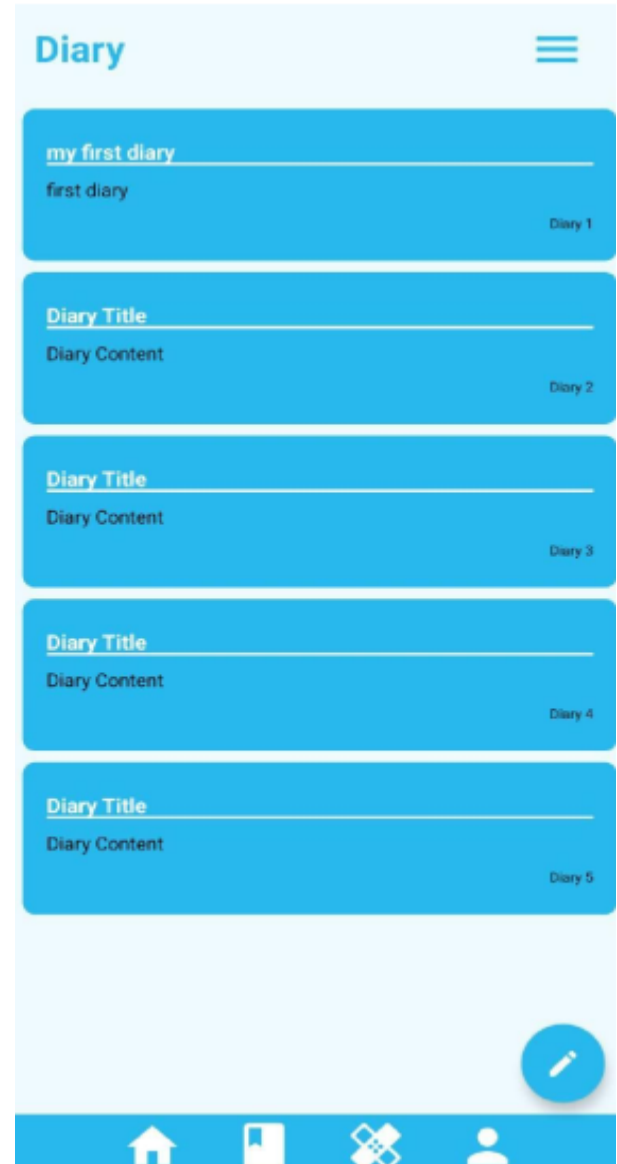 Diary
my first diary
first diary
Diary 1
Diary Title
Diary Content
Diary 2
Diary Title
Diary Content
Diary 3
Diary Title
Diary Content
Diary 4
Diary Title
Diary Content
Diary 5